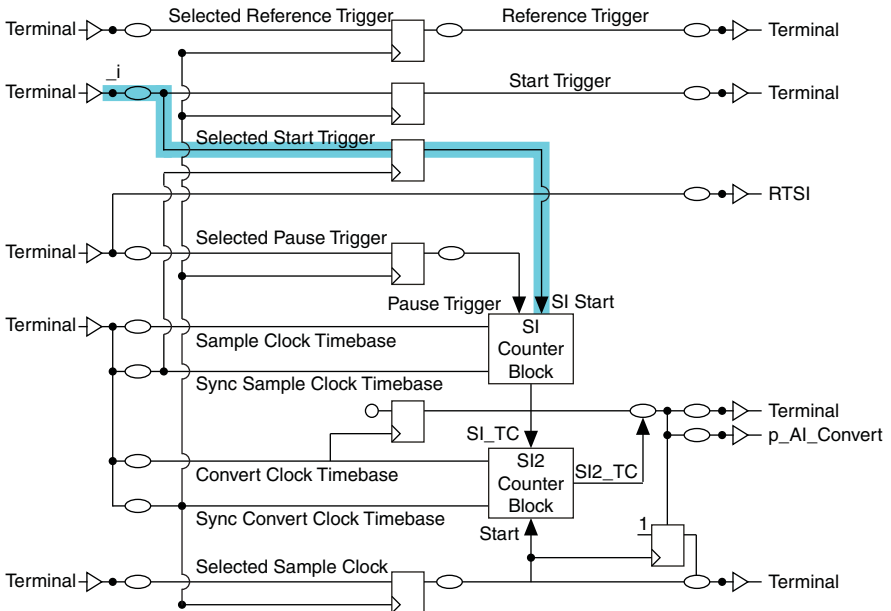 Terminal Selected Reference Trigger Reference Trigger Terminal
_i
Terminal Start Trigger Terminal
Selected Start Trigger
RTSI
Terminal Selected Pause Trigger
Pause Trigger SI Start
Terminal
Sample Clock Timebase
SI
Counter
Block
Sync Sample Clock Timebase
Terminal
SI_TC
p_AI_Convert
Convert Clock Timebase
SI2
Counter
Block
SI2_TC
Sync Convert Clock Timebase
Start
1
Terminal Selected Sample Clock Terminal